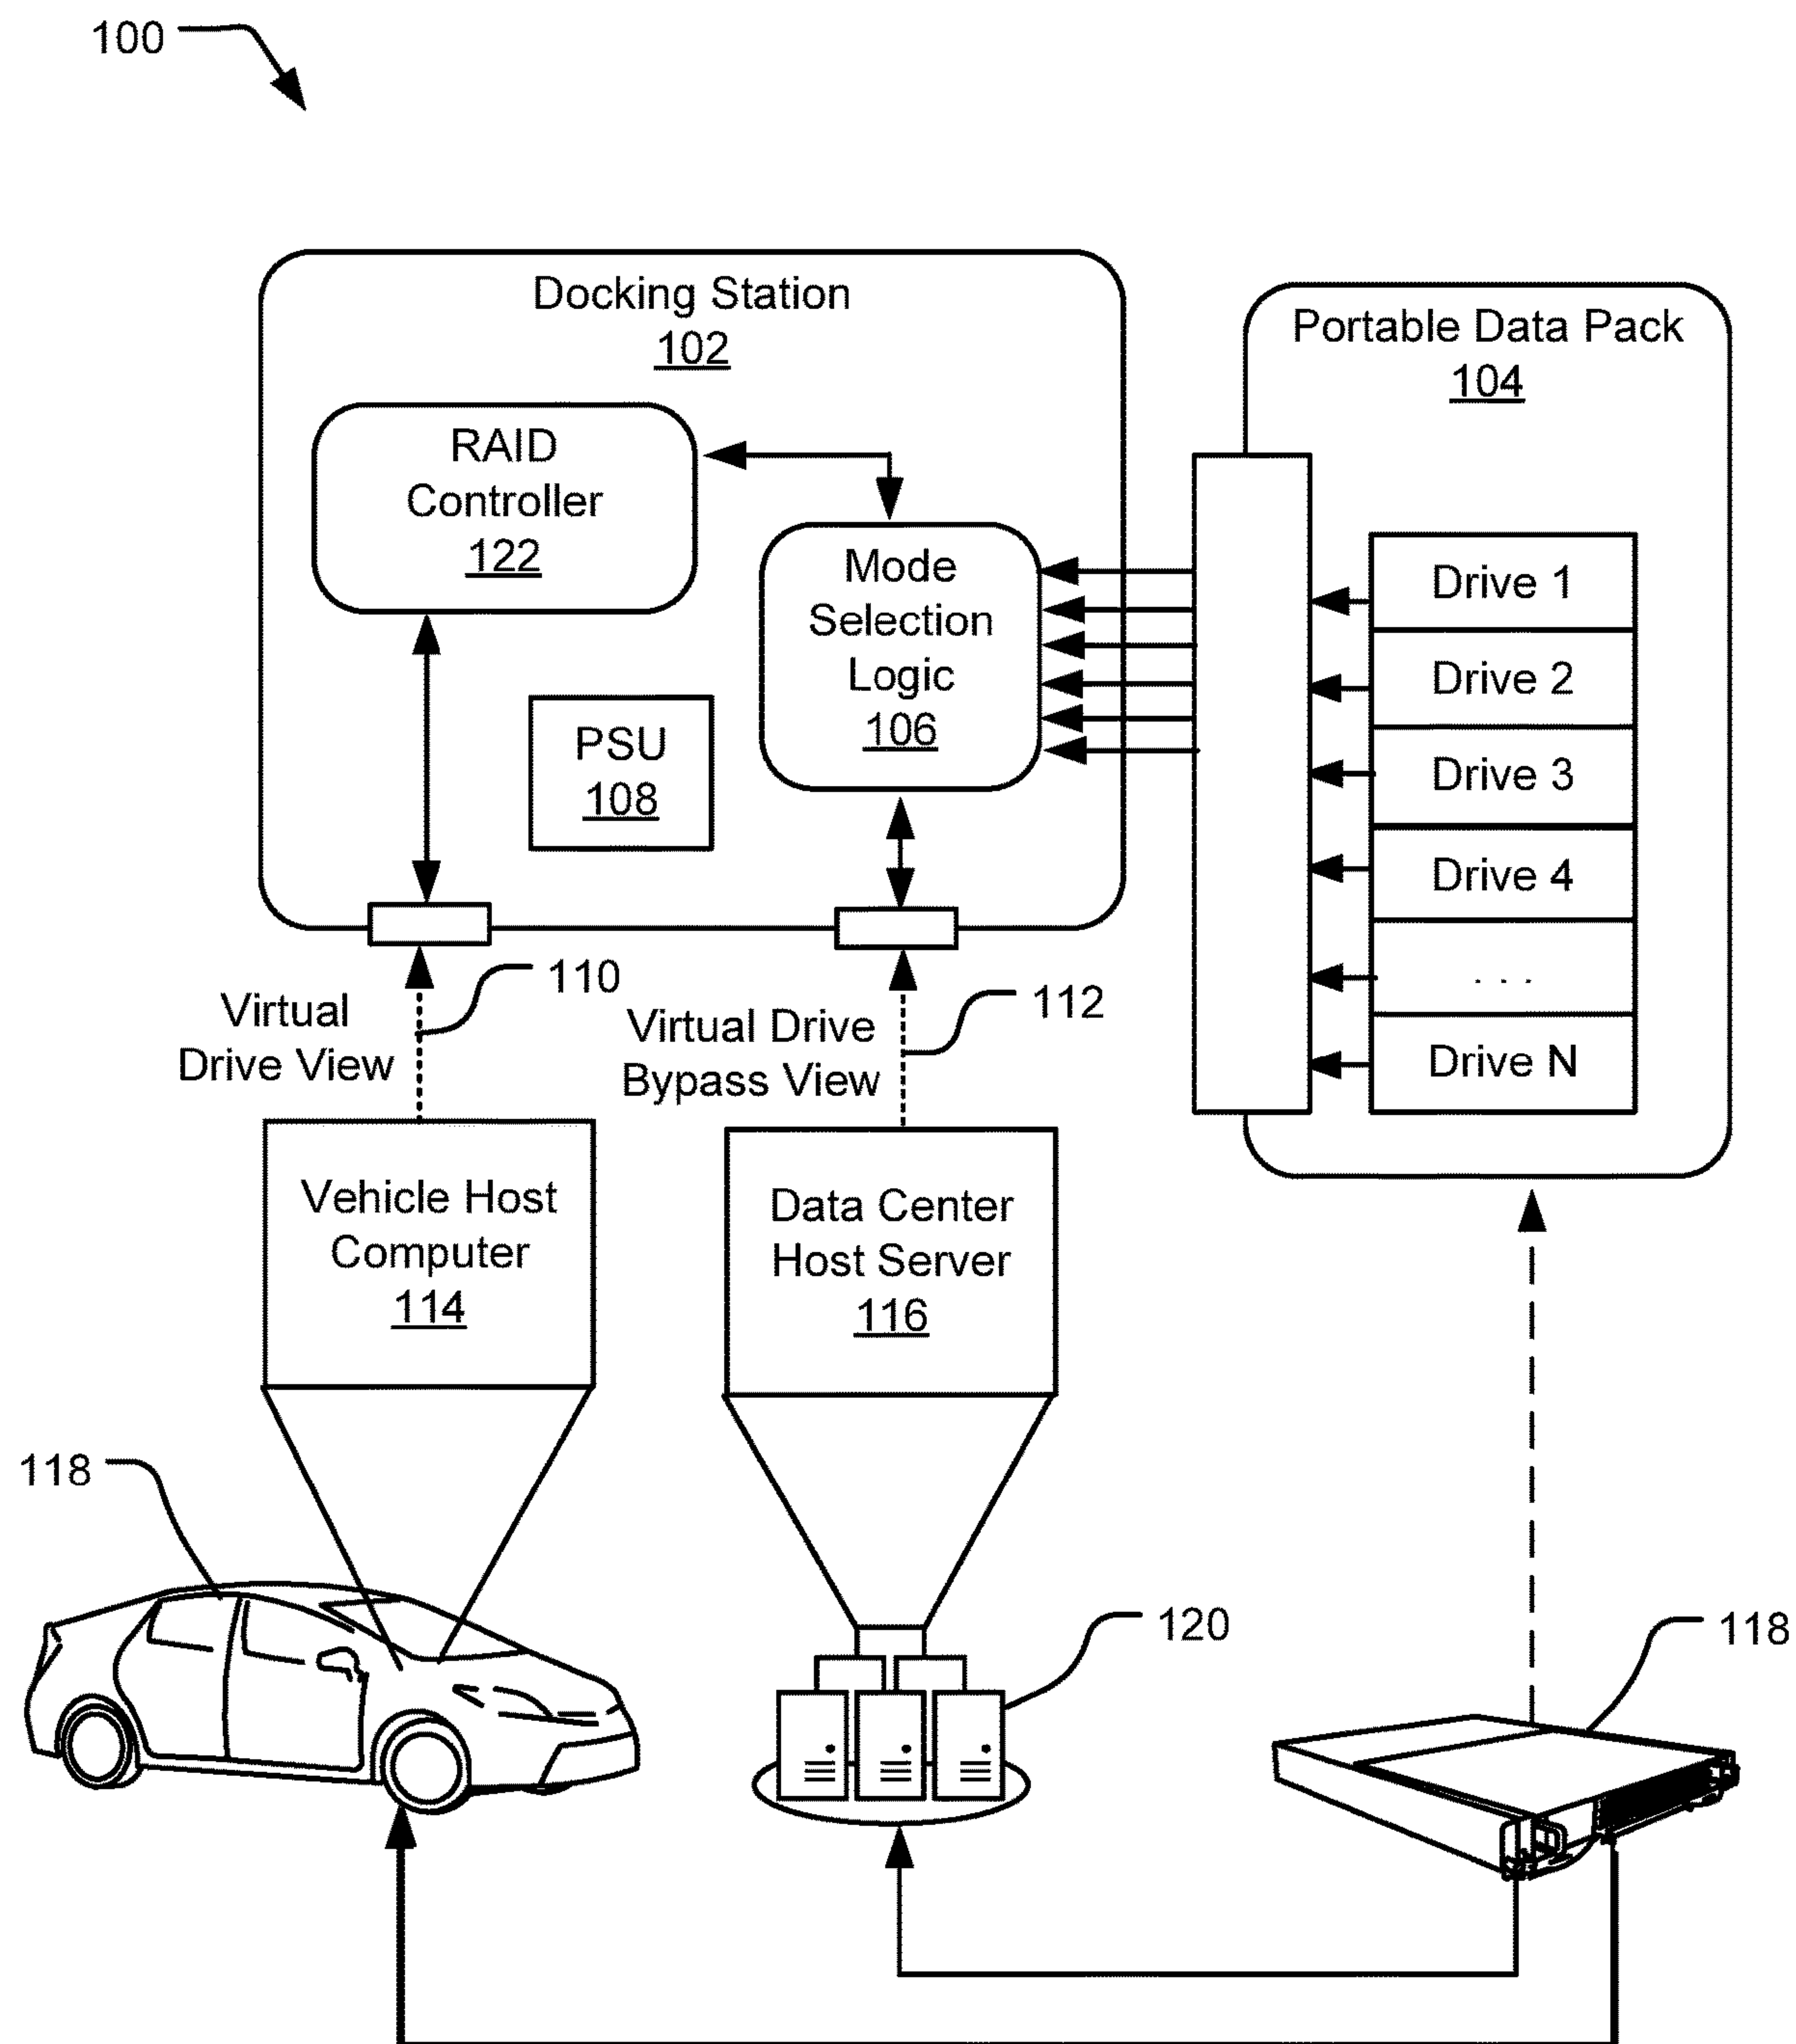 100
Docking Station
102
Portable Data Pack
104
RAID
Controller
122
Mode
Selection
Logic
106
PSU
108
Drive 1
Drive 2
Drive 3
Drive 4
. . .
Drive N
110
Virtual
Drive View
112
Virtual Drive
Bypass View
Vehicle Host
Computer
114
Data Center
Host Server
116
118
120
118